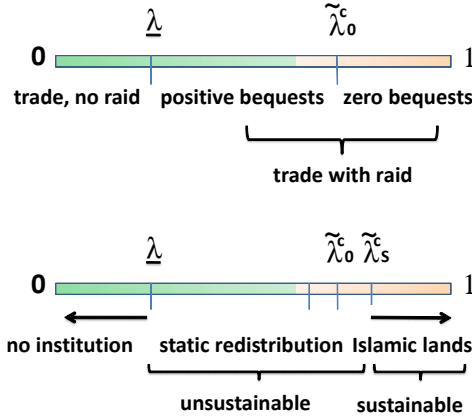 λ λ̃₀ᶜ
0 1
trade, no raid positive bequests zero bequests
trade with raid
λ λ̃₀ᶜ λ̃ₛᶜ
0 1
no institution static redistribution Islamic lands
unsustainable sustainable